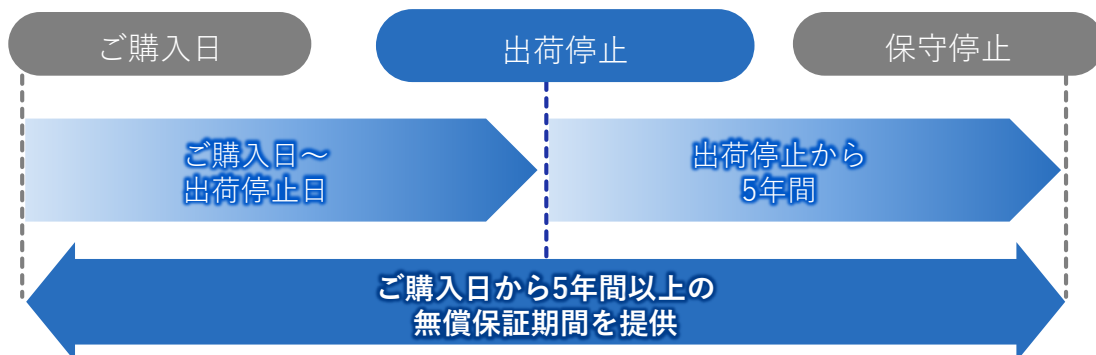 ご購入日
出荷停止
保守停止
ご購入日～
出荷停止日
出荷停止から
5年間
ご購入日から5年間以上の
無償保証期間を提供